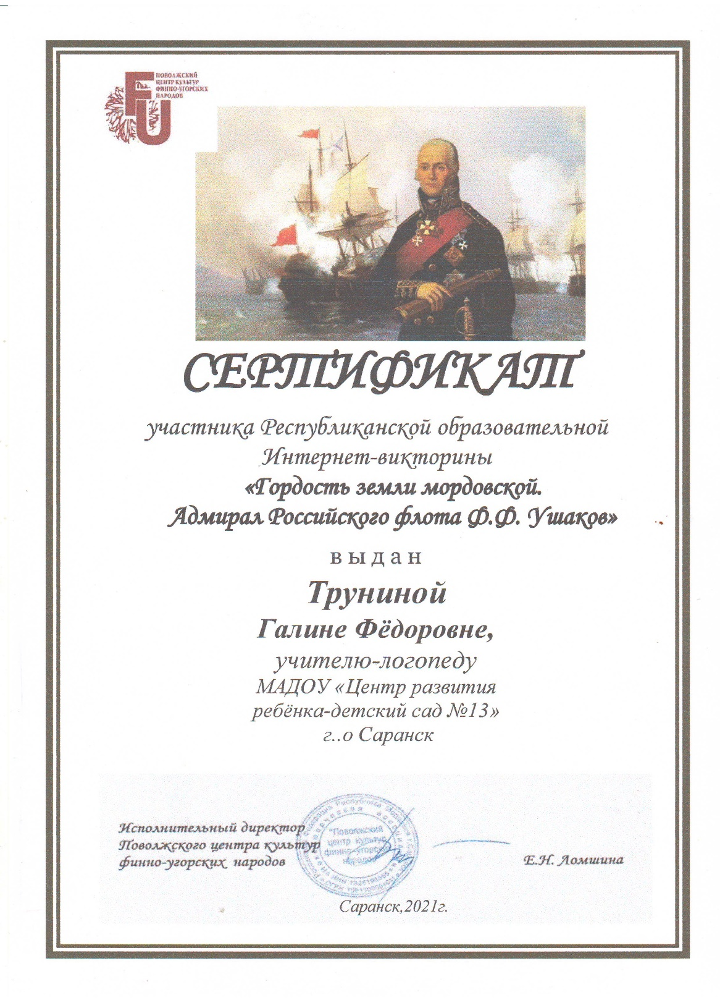 ПОВОЛЖСКИЙ
ЦЕНТР КУЛЬТУР
ФИННО-УГОРСКИХ
НАРОДОВ
FU
СЕРТИФИКАТ
участника Республиканской образовательной
Интернет-викторины
«Гордость земли мордовской.
Адмирал Российского флота Ф.Ф. Ушаков»
выдан
Труниной
Галине Фёдоровне,
учителю-логопеду
МАДОУ «Центр развития
ребёнка-детский сад №13»
г..о Саранск
Исполнительный директор
Поволжского центра культур
финно-угорских народов
"Поволжский
центр культур
финно-угорских
народов
Е.Н. Ломшина
Саранск,2021г.